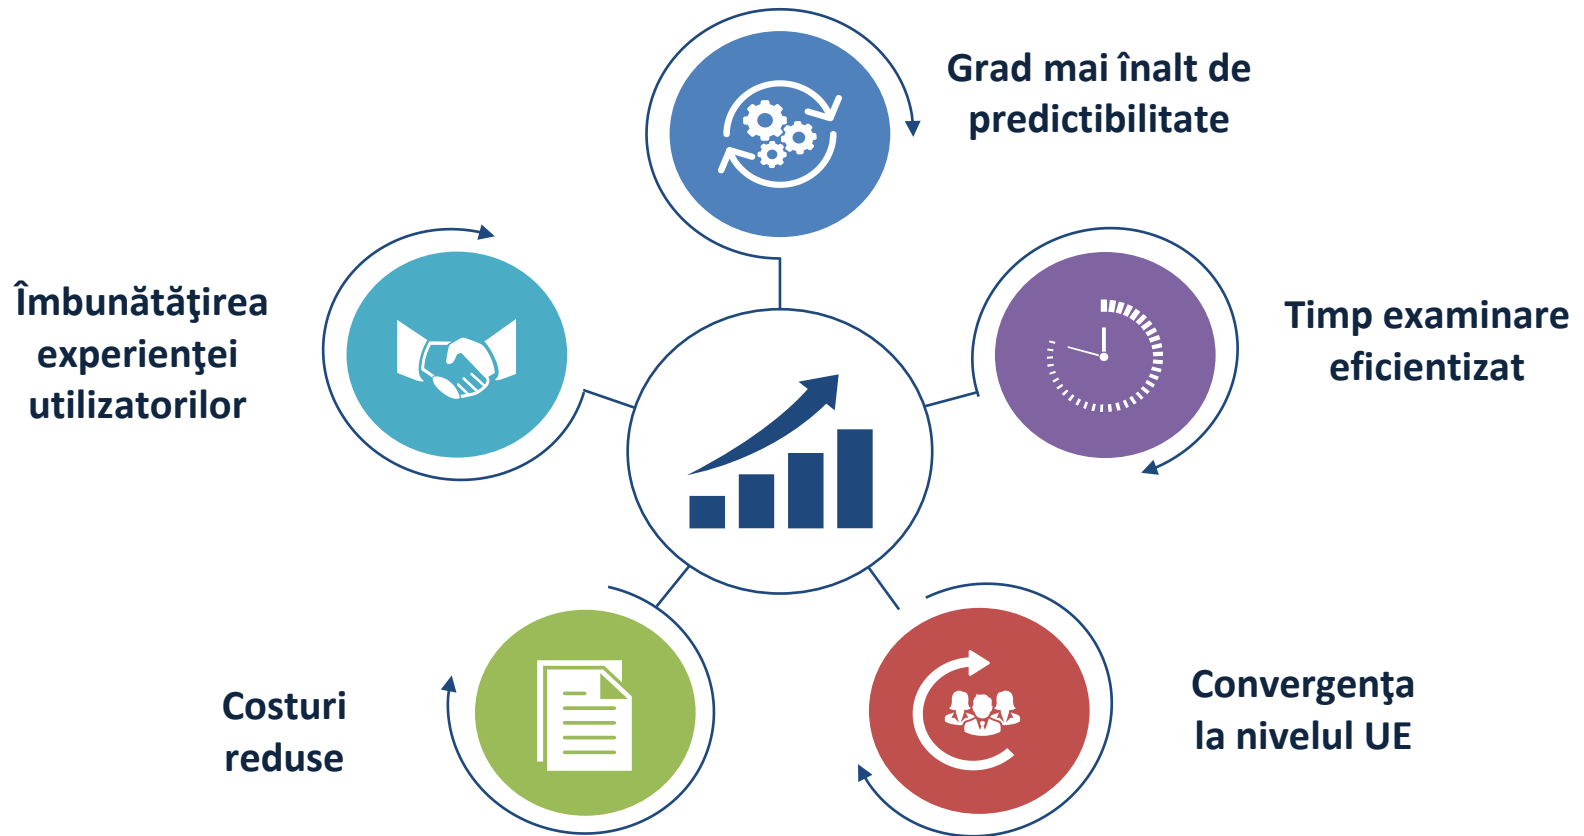 Grad mai înalt de
predictibilitate
Îmbunătăţirea
experienţei
utilizatorilor
Timp examinare
eficientizat
Costuri
reduse
Convergenţa
la nivelul UE